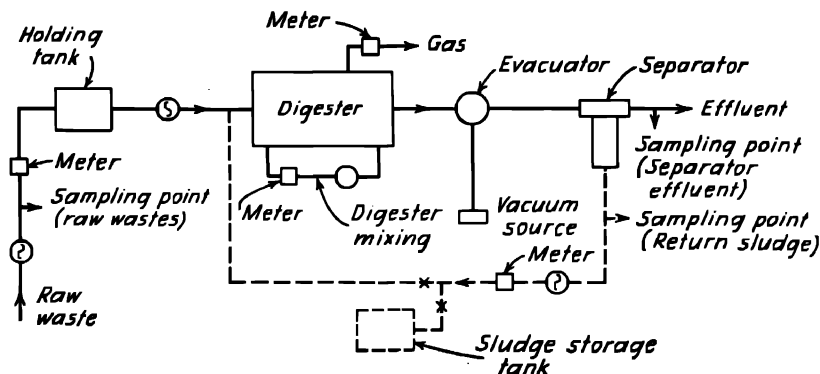 Holding
tank
Meter
Gas
Evacuator
Separator
Digester
Effluent
Meter
Sampling point
(raw wastes)
Meter
Digester
mixing
Vacuum
source
Sampling point
(Separator
effluent)
Sampling point
(Return sludge)
Meter
Raw
waste
Sludge storage
tank